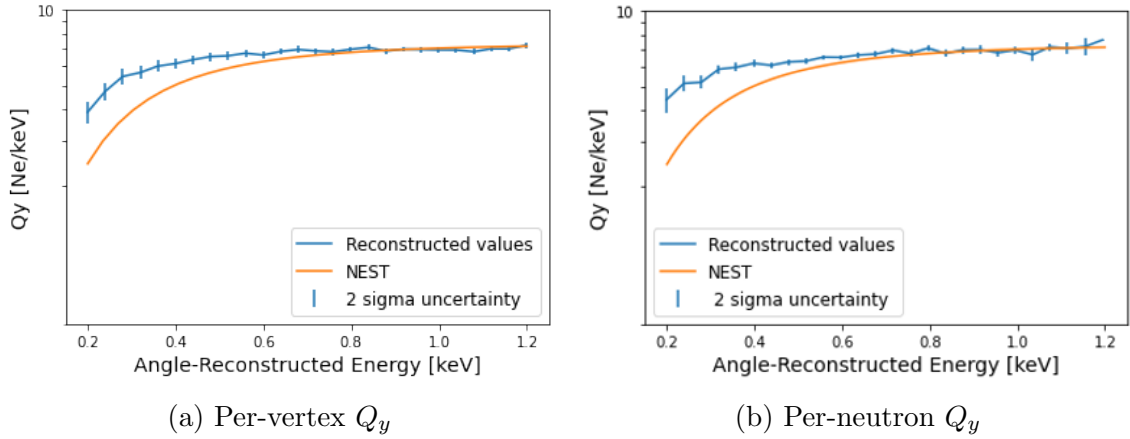 10
Qy [Ne/keV]
Reconstructed values
NEST
2 sigma uncertainty
0.2 0.4 0.6 0.8 1.0 1.2
Angle-Reconstructed Energy [keV]
(a) Per-vertex Qy
10
Qy [Ne/keV]
Reconstructed values
NEST
2 sigma uncertainty
0.2 0.4 0.6 0.8 1.0 1.2
Angle-Reconstructed Energy [keV]
(b) Per-neutron Qy